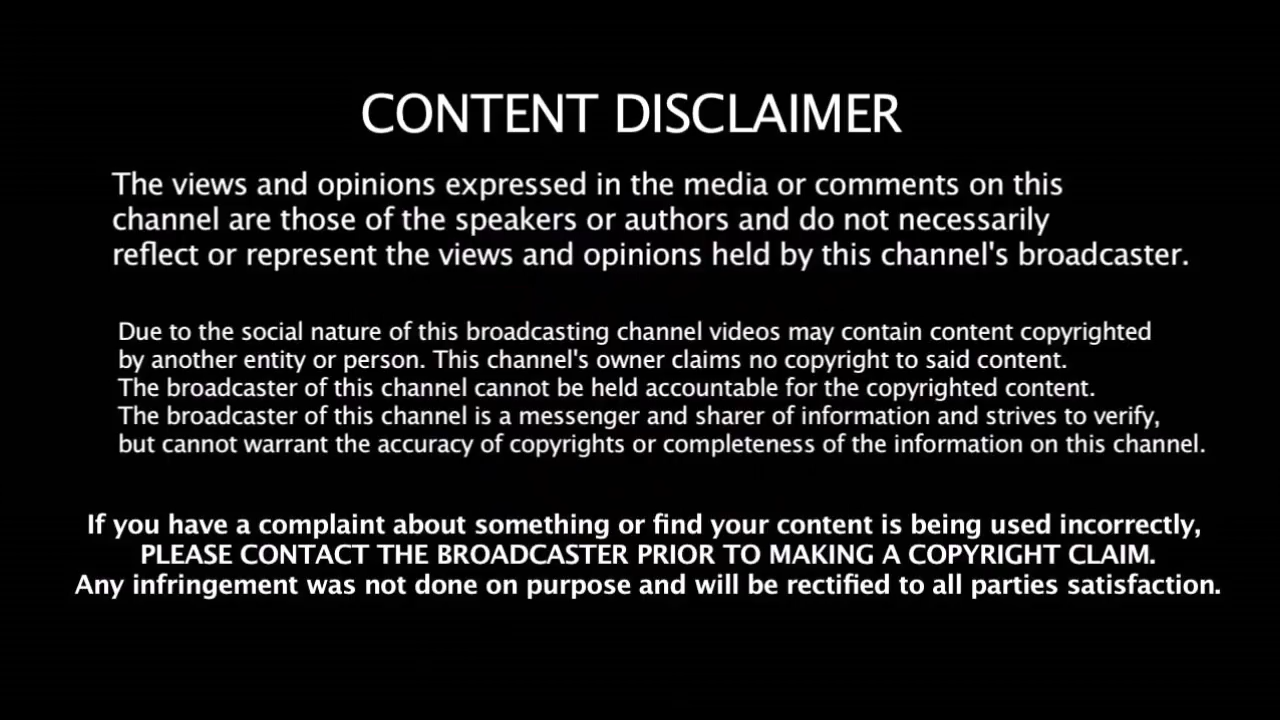 CONTENT DISCLAIMER
The views and opinions expressed in the media or comments on this
channel are those of the speakers or authors and do not necessarily
reflect or represent the views and opinions held by this channel's broadcaster.
Due to the social nature of this broadcasting channel videos may contain content copyrighted
by another entity or person. This channel's owner claims no copyright to said content.
The broadcaster of this channel cannot be held accountable for the copyrighted content.
The broadcaster of this channel is a messenger and sharer of information and strives to verify,
but cannot warrant the accuracy of copyrights or completeness of the information on this channel.
If you have a complaint about something or find your content is being used incorrectly,
PLEASE CONTACT THE BROADCASTER PRIOR TO MAKING A COPYRIGHT CLAIM.
Any infringement was not done on purpose and will be rectified to all parties satisfaction.